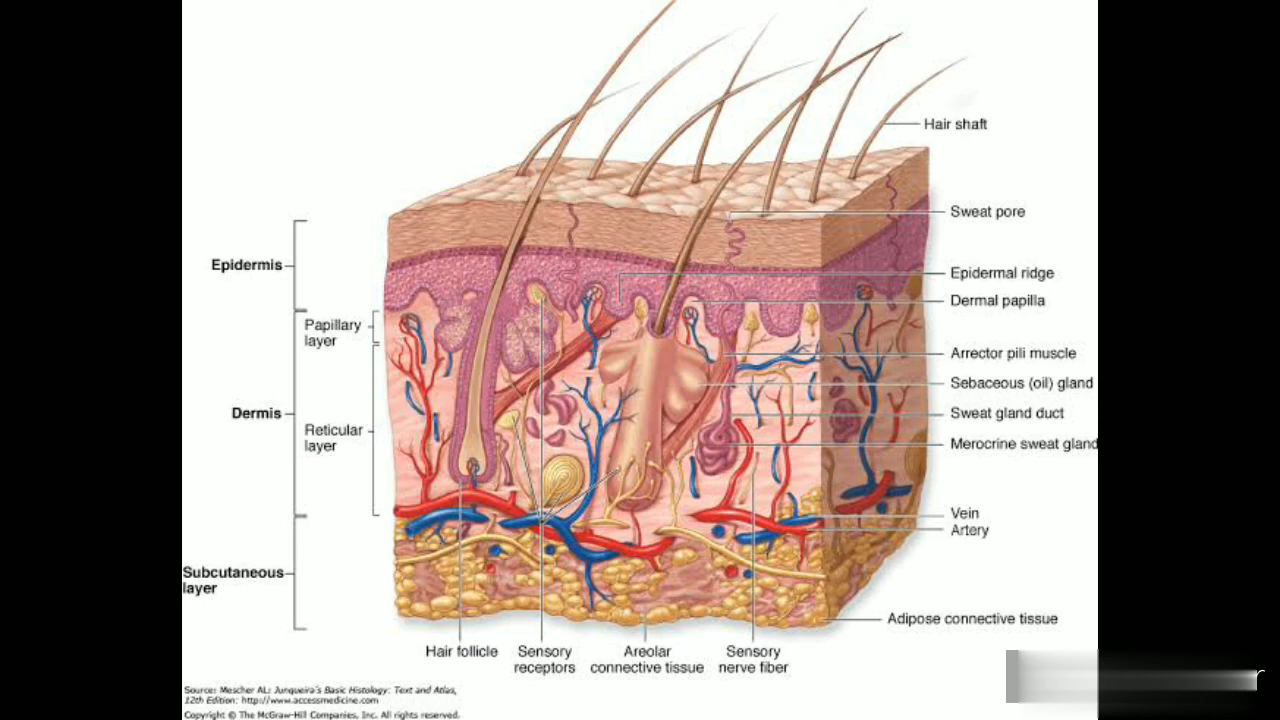 Hair shaft
Sweat pore
Epidermis
Epidermal ridge
Dermal papilla
Papillary
layer
Arrector pili muscle
Sebaceous (oil) gland
Dermis
Sweat gland duct
Reticular
layer
Merocrine sweat gland
Vein
Artery
Subcutaneous
layer
Adipose connective tissue
Hair follicle
Sensory
receptors
Areolar
connective tissue
Sensory
nerve fiber
Source: Mescher AL: Junqueira's Basic Histology: Text and Atlas,
12th Edition: http://www.accessmedicine.com
Copyright © The McGraw-Hill Companies, Inc. All rights reserved.